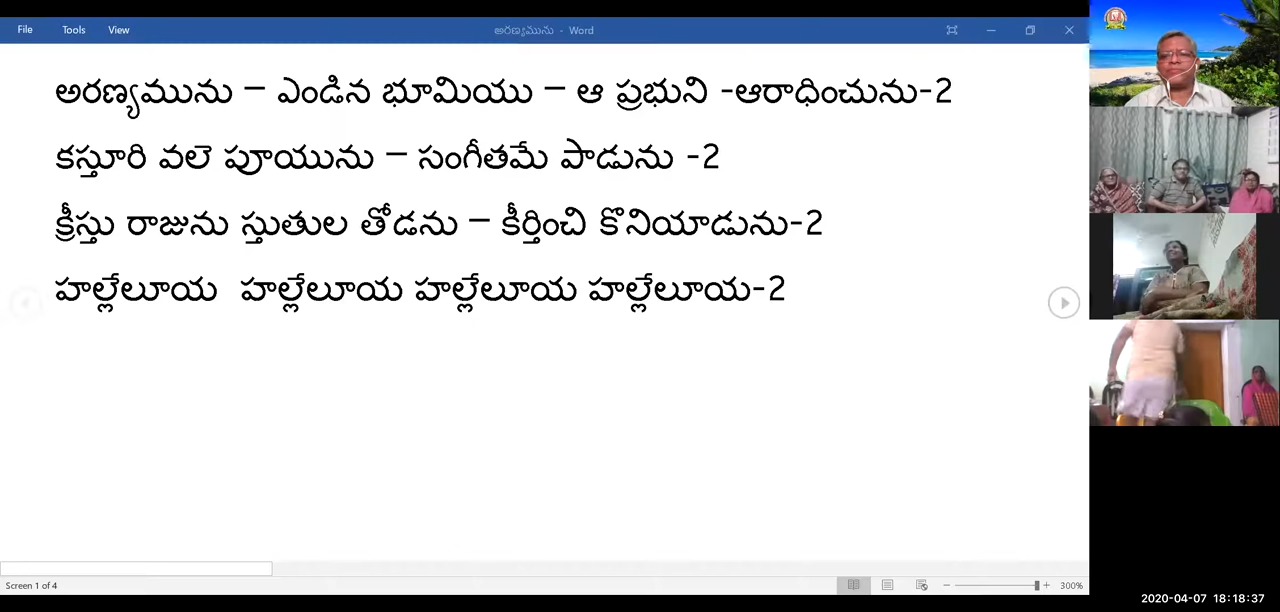 File Tools View అరణ్యమును - Word
అరణ్యమును – ఎండిన భూమియు – ఆ ప్రభుని -ఆరాధించును-2
కస్తూరి వలె పూయును – సంగీతమే పాడును -2
క్రీస్తు రాజును స్తుతుల తోడను – కీర్తించి కొనియాడును-2
హల్లేలూయ హల్లేలూయ హల్లేలూయ హల్లేలూయ-2
Screen 1 of 4 300%
2020-04-07 18:18:37